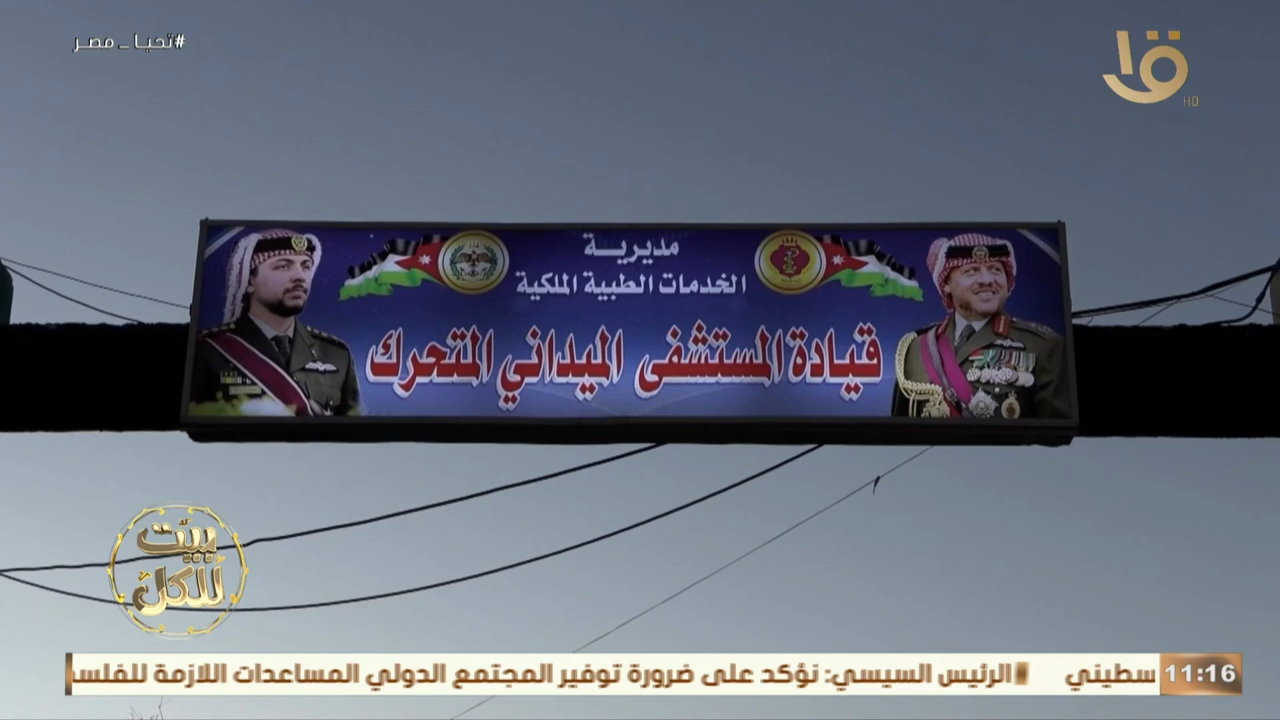 #تحيا_مصر
HD
مديرية
الخدمات الطبية الملكية
قيادة المستشفى الميداني المتحرك
بيت
للكل
11:16
سطيني
الرئيس السيسي: نؤكد على ضرورة توفير المجتمع الدولي المساعدات اللازمة للفلس